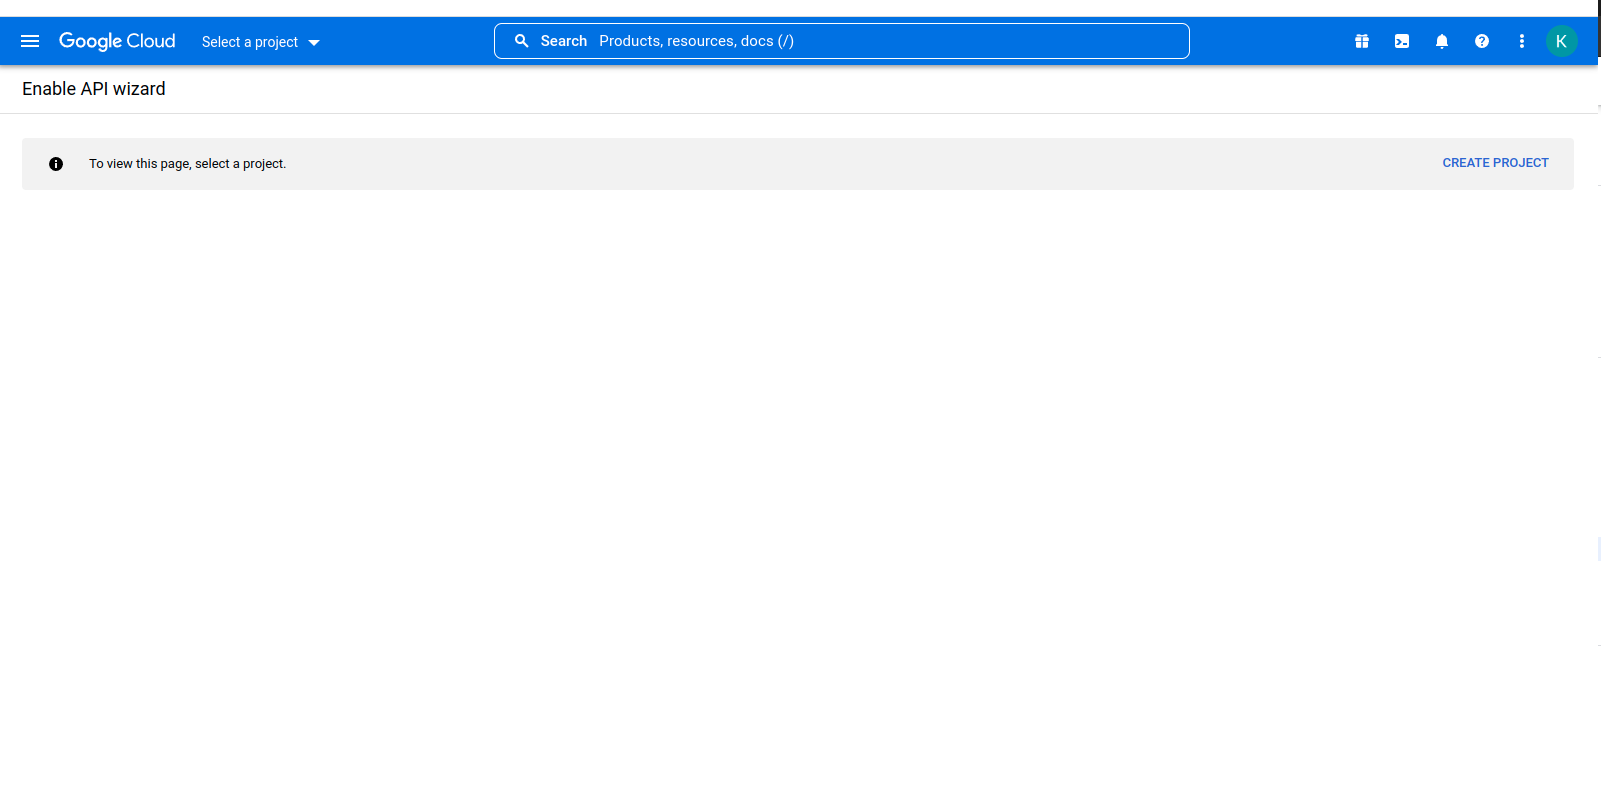 Google Cloud
Select a project
Search Products, resources, docs (/)
K
Enable API wizard
To view this page, select a project.
CREATE PROJECT